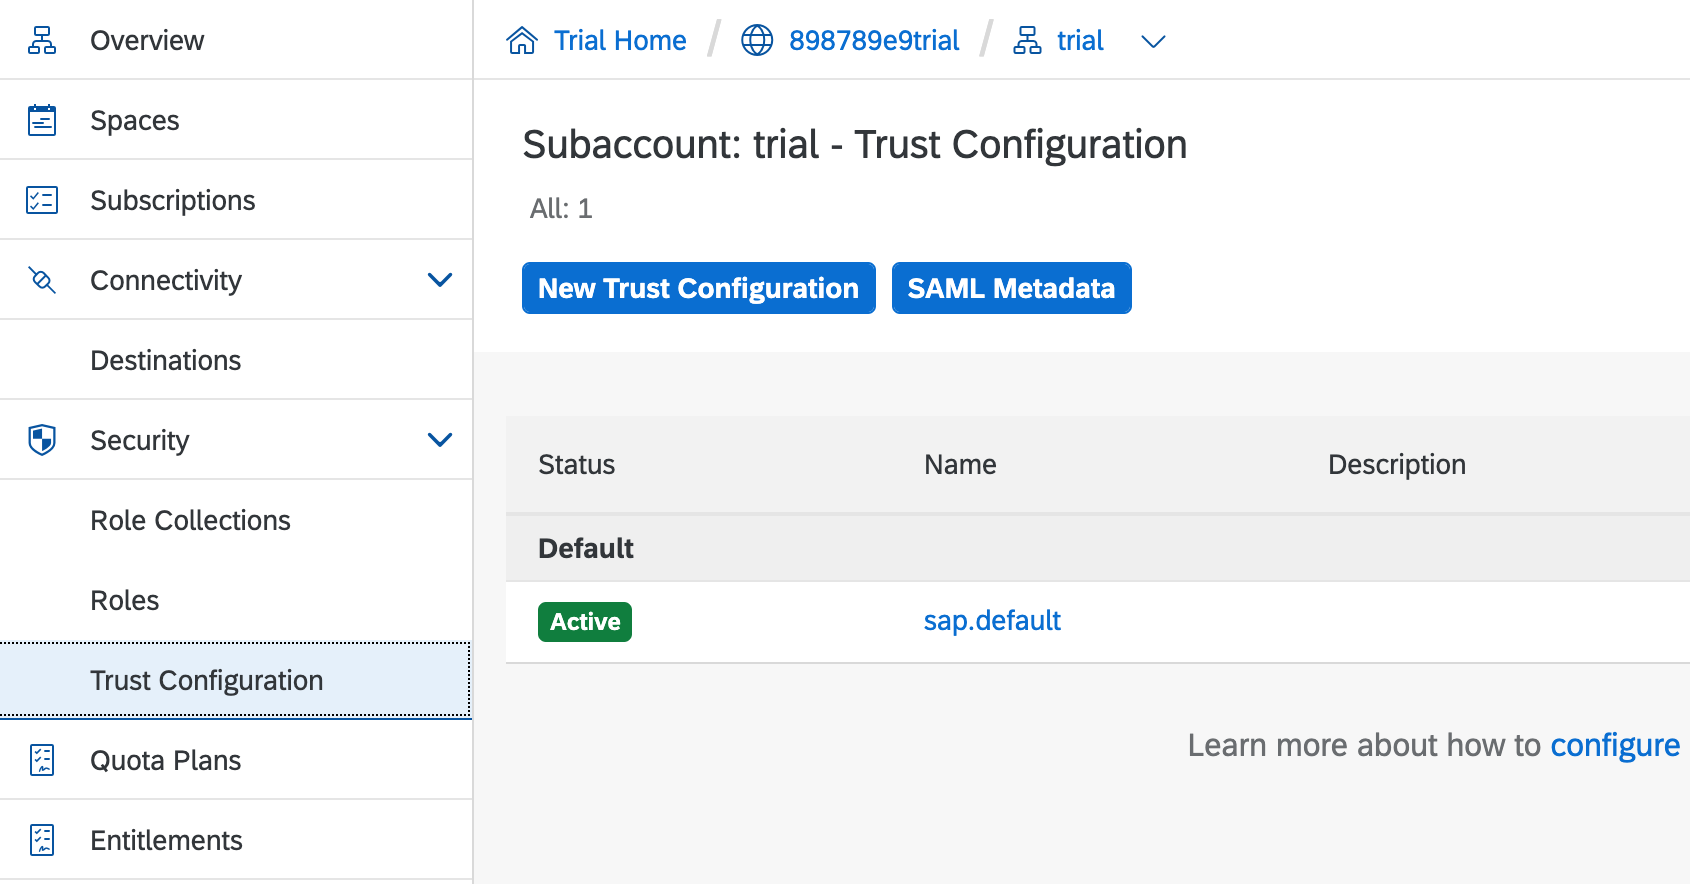 Overview
Spaces
Subscriptions
Connectivity
Destinations
Security
Role Collections
Roles
Trust Configuration
Quota Plans
Entitlements
Trial Home / 898789e9trial / trial
Subaccount: trial - Trust Configuration
All: 1
New Trust Configuration SAML Metadata
Status Name Description
Default
Active sap.default
Learn more about how to configure